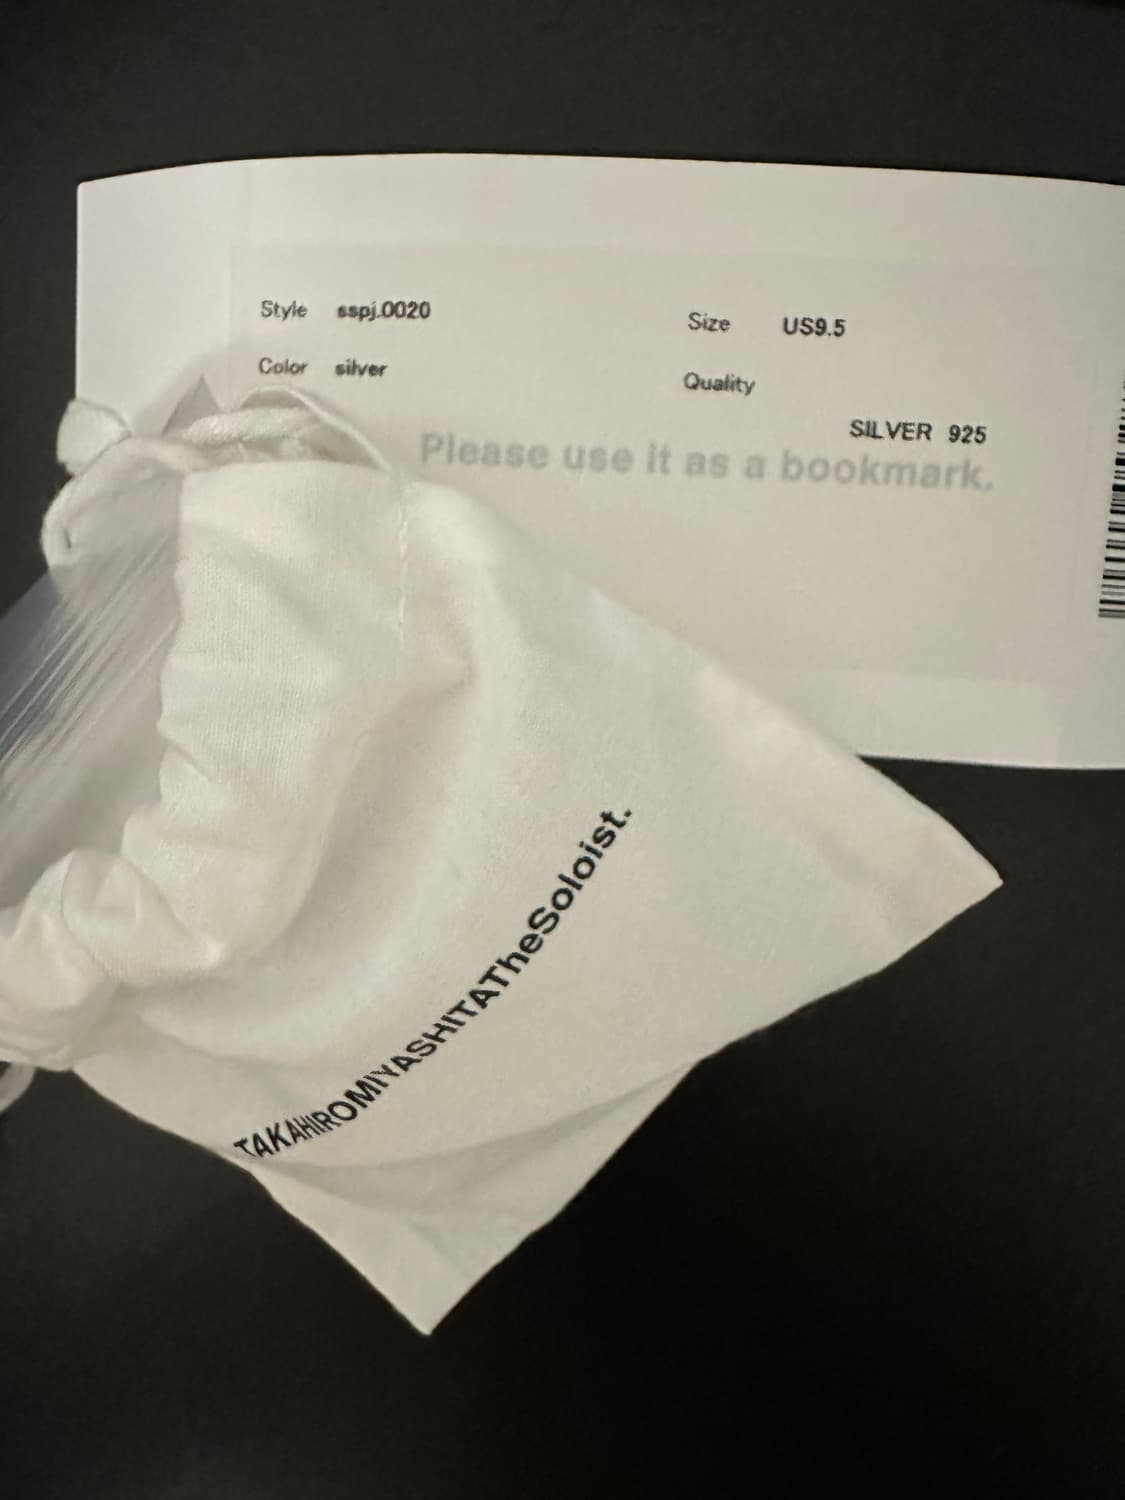 Style sspj.0020
Size US9.5
Color silver
Quality
SILVER 925
Please use it as a bookmark.
TAKAHIROMIYASHITATheSoloist.